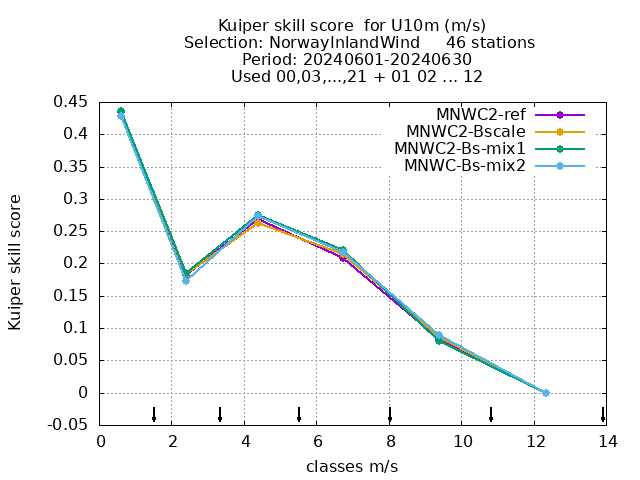 Kuiper skill score  for U10m (m/s)
Selection: NorwayInlandWind     46 stations
Period: 20240601-20240630
Used 00,03,...,21 + 01 02 ... 12
MNWC2-ref
MNWC2-Bscale
MNWC2-Bs-mix1
MNWC-Bs-mix2
Kuiper skill score
0.45
0.4
0.35
0.3
0.25
0.2
0.15
0.1
0.05
0
-0.05
0 2 4 6 8 10 12 14
classes m/s